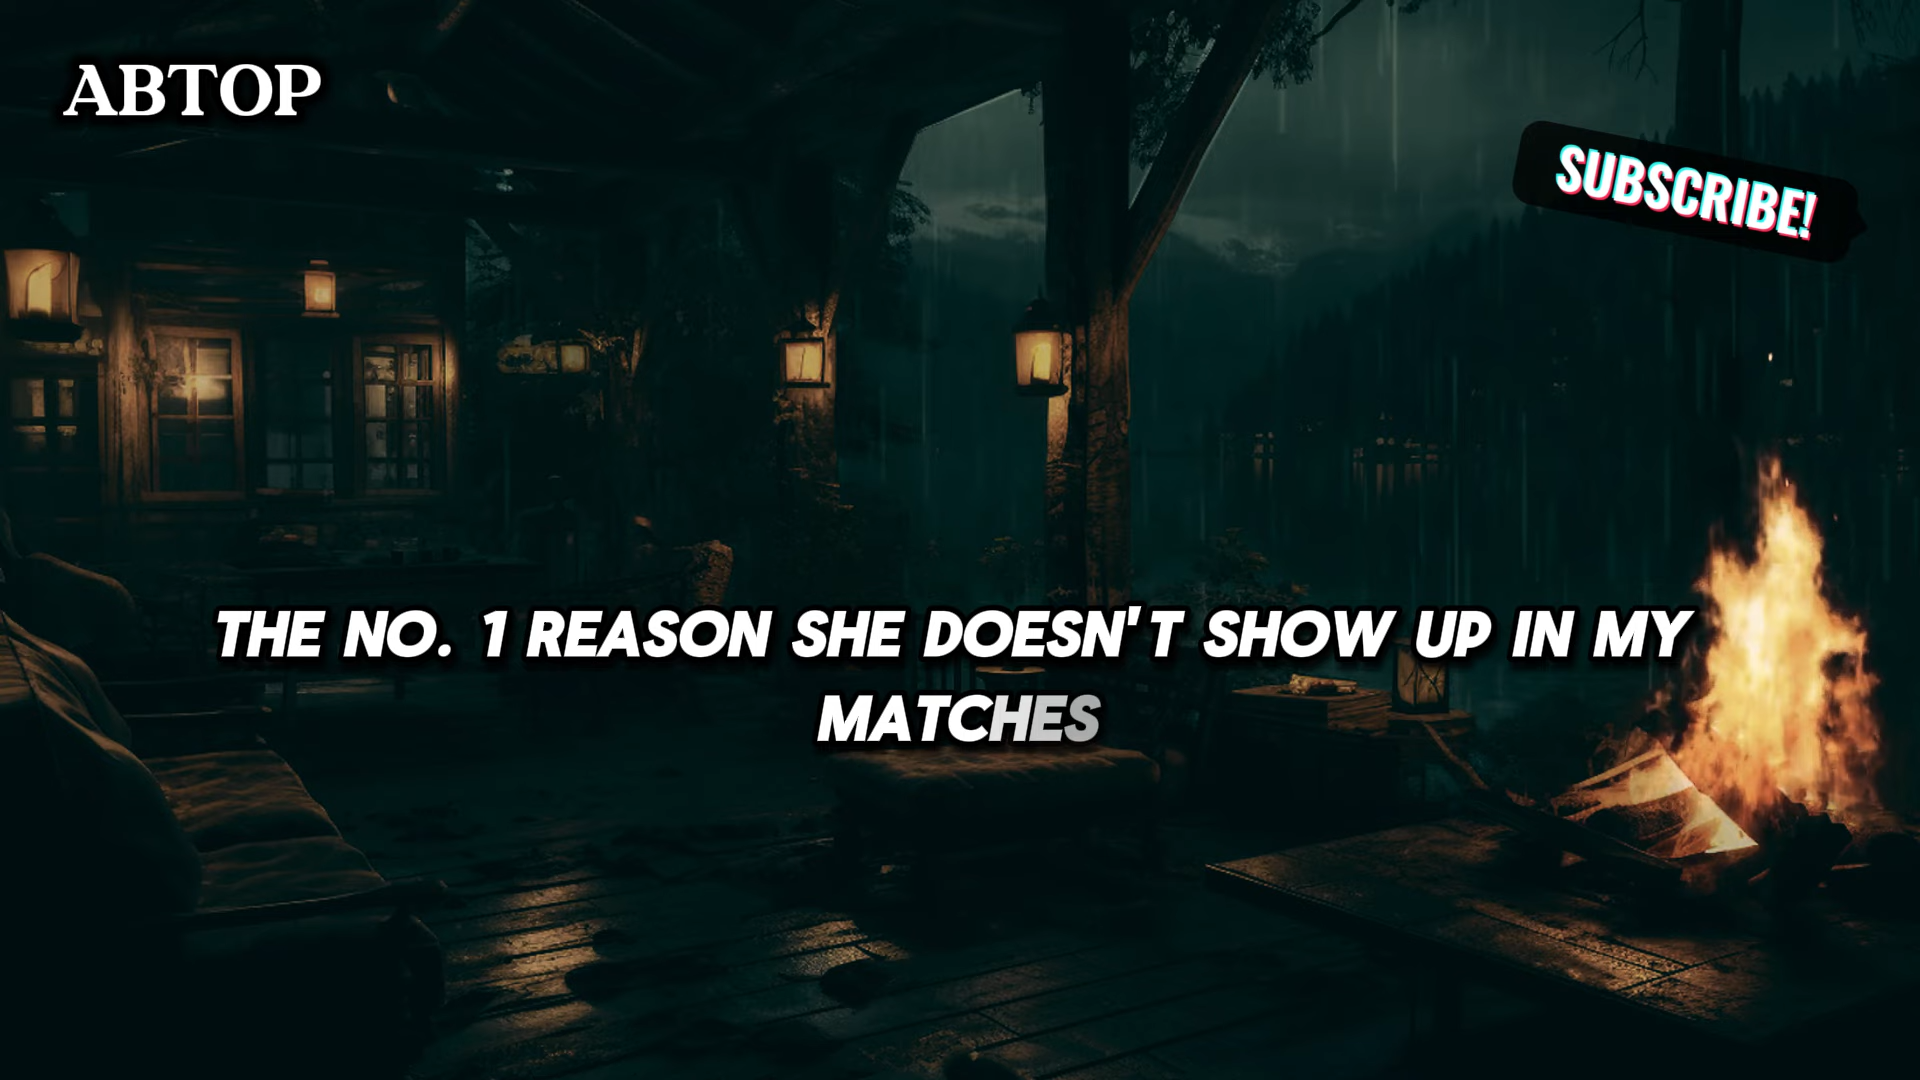 ABTOP
SUBSCRIBE!
THE NO. 1 REASON SHE DOESN'T SHOW UP IN MY
MATCHES